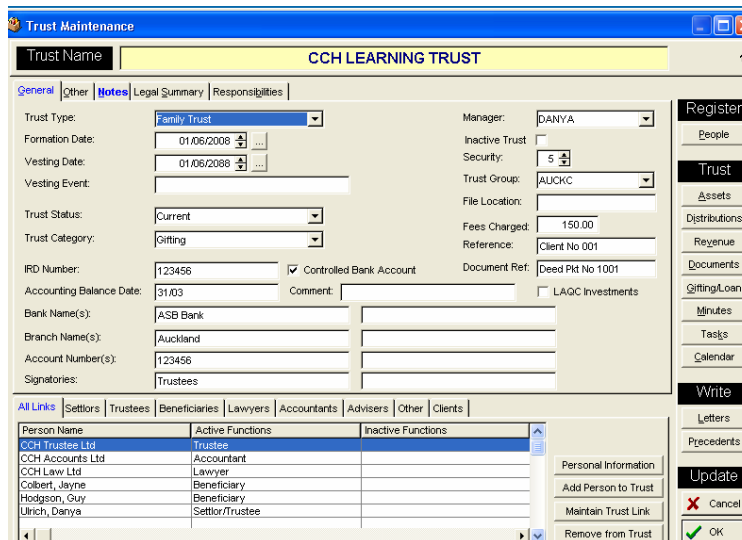 Trust Maintenance
Trust Name CCH LEARNING TRUST
General Other Notes Legal Summary Responsibilities
Trust Type: Family Trust Manager: DANYA
Formation Date: 01/06/2008 ... Inactive Trust
Vesting Date: 01/06/2088 ... Security: 5
Vesting Event: Trust Group: AUCKC
File Location:
Trust Status: Current Fees Charged: 150.00
Trust Category: Gifting Reference: Client No 001
IRD Number: 123456 Controlled Bank Account Document Ref: Deed Pkt No 1001
Accounting Balance Date: 31/03 Comment: LAQC Investments
Bank Name(s): ASB Bank
Branch Name(s): Auckland
Account Number(s): 123456
Signatories: Trustees
All Links Settlors Trustees Beneficiaries Lawyers Accountants Advisers Other Clients
Person Name Active Functions Inactive Functions
CCH Trustee Ltd Trustee
CCH Accounts Ltd Accountant
CCH Law Ltd Lawyer
Colbert, Jayne Beneficiary
Hodgson, Guy Beneficiary
Ulrich, Danya Settlor/Trustee
Personal Information
Add Person to Trust
Maintain Trust Link
Remove from Trust
Register
People
Trust
Assets
Distributions
Revenue
Documents
Gifting/Loan
Minutes
Tasks
Calendar
Write
Letters
Precedents
Update
Cancel
OK